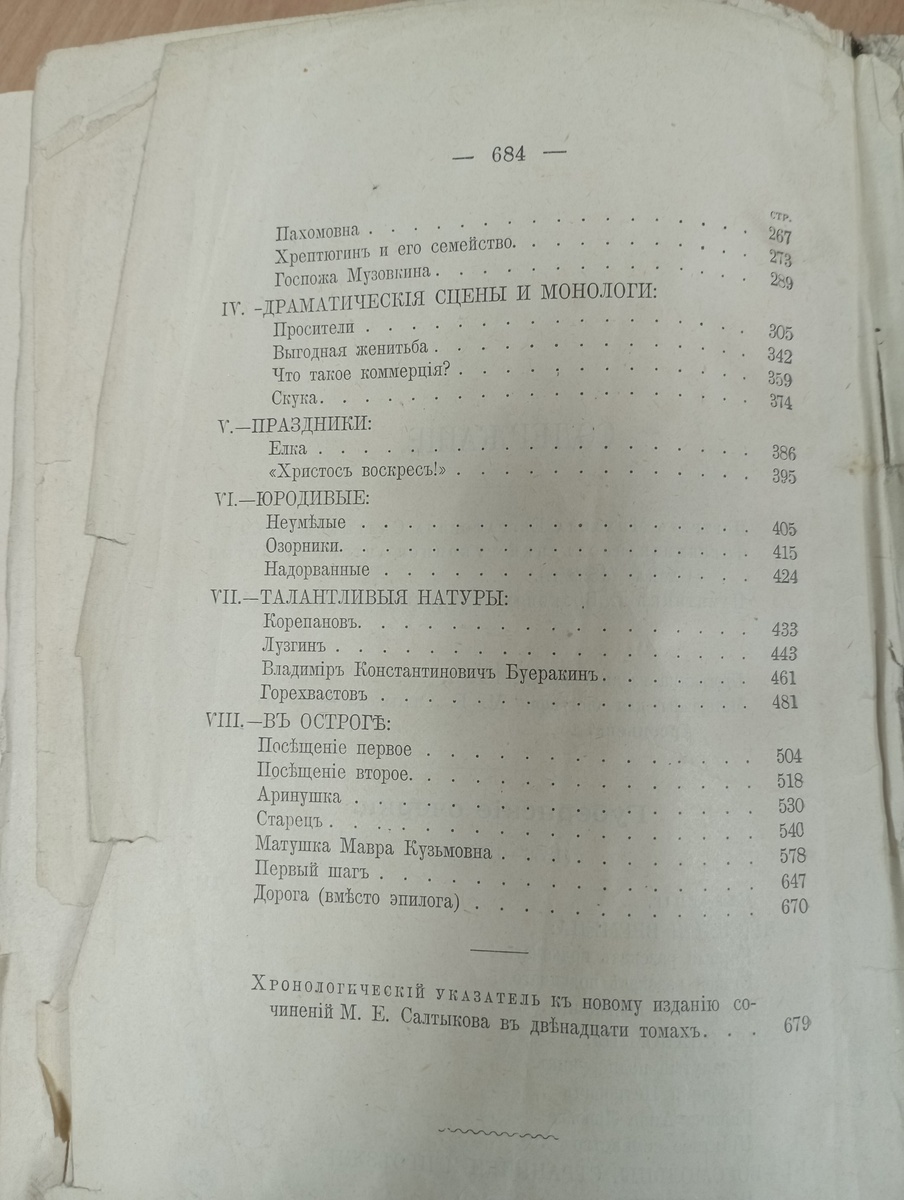 — 684 —
СТР.
Пахомовна . . . . . . . . . . . . . . . . 267
Хрептюгинъ и его семейство. . . . . . . . . . 273
Госпожа Музовкина . . . . . . . . . . . . . 289
IV. -ДРАМАТИЧЕСКІЯ СЦЕНЫ И МОНОЛОГИ:
Просители . . . . . . . . . . . . . . . . 305
Выгодная женитьба . . . . . . . . . . . . . 342
Что такое коммерція? . . . . . . . . . . . . 359
Скука. . . . . . . . . . . . . . . . . . 374
V.—ПРАЗДНИКИ:
Елка . . . . . . . . . . . . . . . . . . 386
«Христосъ воскресъ!» . . . . . . . . . . . . 395
VI.—ЮРОДИВЫЕ:
Неумѣлые . . . . . . . . . . . . . . . . 405
Озорники. . . . . . . . . . . . . . . . . 415
Надорванные . . . . . . . . . . . . . . . 424
VII.—ТАЛАНТЛИВЫЯ НАТУРЫ:
Корепановъ. . . . . . . . . . . . . . . . 433
Лузгинъ . . . . . . . . . . . . . . . . . 443
Владиміръ Константиновичъ Буеракинъ. . . . . . . 461
Горехвастовъ . . . . . . . . . . . . . . . 481
VIII.—ВЪ ОСТРОГѢ:
Посѣщеніе первое . . . . . . . . . . . . . 504
Посѣщеніе второе. . . . . . . . . . . . . . 518
Аринушка . . . . . . . . . . . . . . . . 530
Старецъ . . . . . . . . . . . . . . . . . 540
Матушка Мавра Кузьмовна . . . . . . . . . . . 578
Первый шагъ . . . . . . . . . . . . . . . 647
Дорога (вмѣсто эпилога) . . . . . . . . . . . 670
Хронологическій указатель къ новому изданію со-
чиненій М. Е. Салтыкова въ двѣнадцати томахъ. . . 679